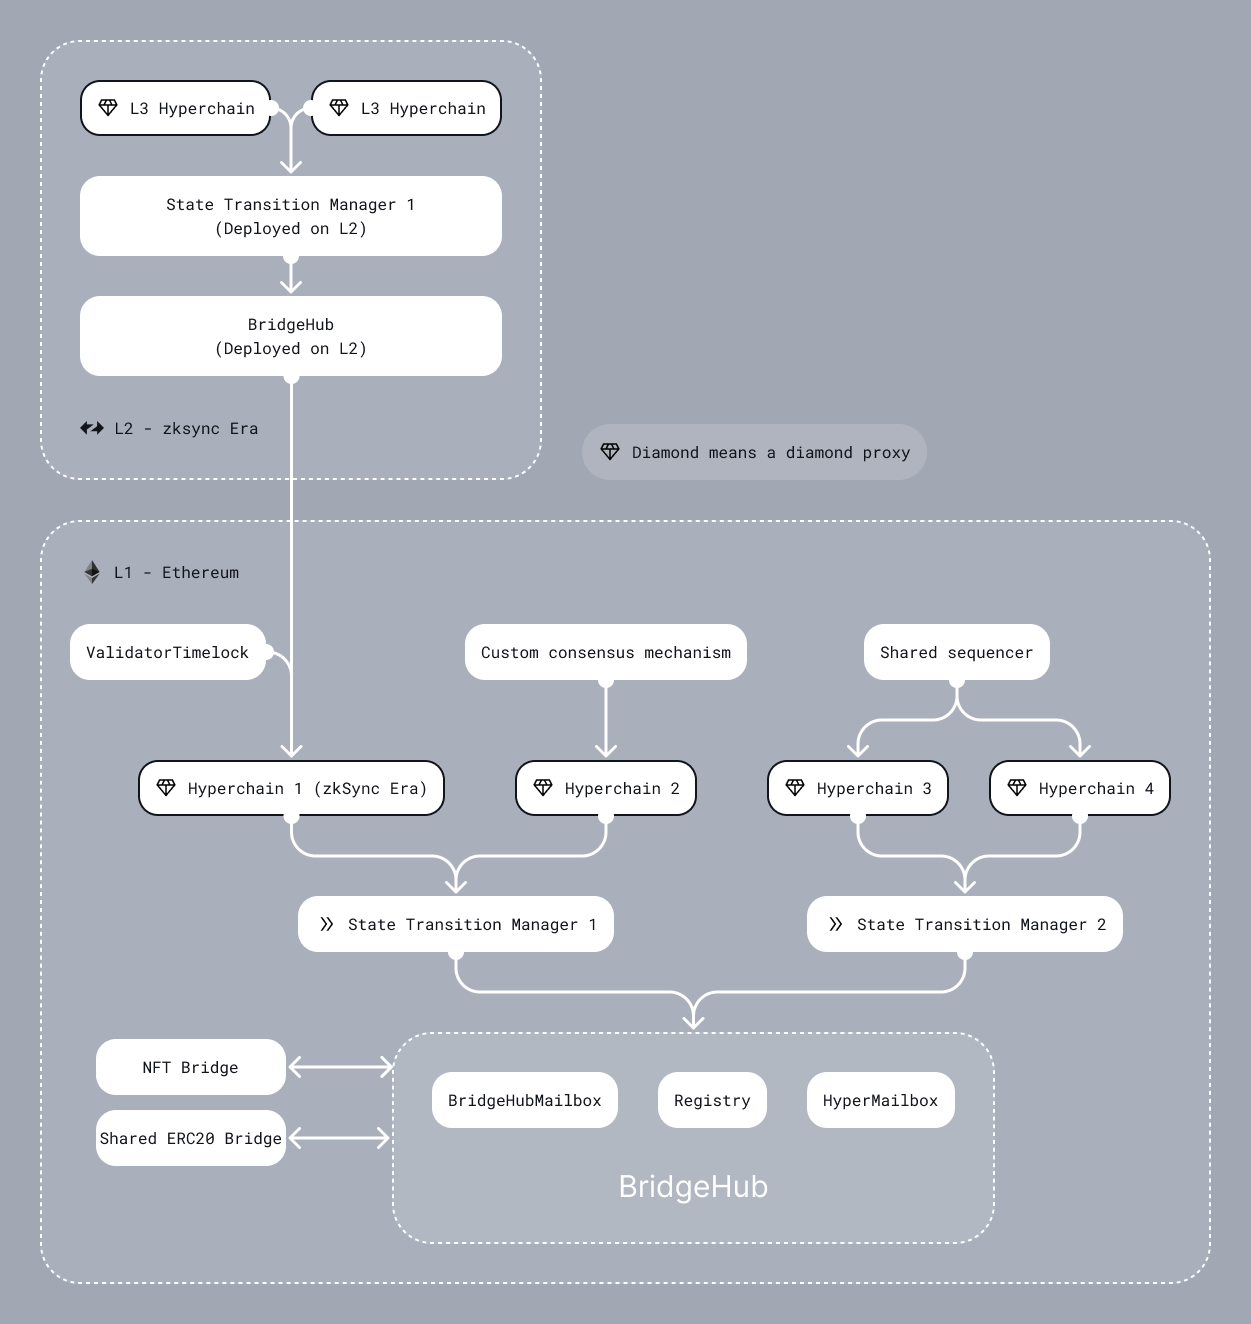 L3 Hyperchain
L3 Hyperchain
State Transition Manager 1
(Deployed on L2)
BridgeHub
(Deployed on L2)
L2 - zksync Era
Diamond means a diamond proxy
L1 - Ethereum
ValidatorTimelock
Custom consensus mechanism
Shared sequencer
Hyperchain 1 (zkSync Era)
Hyperchain 2
Hyperchain 3
Hyperchain 4
State Transition Manager 1
State Transition Manager 2
NFT Bridge
Shared ERC20 Bridge
BridgeHubMailbox
Registry
HyperMailbox
BridgeHub